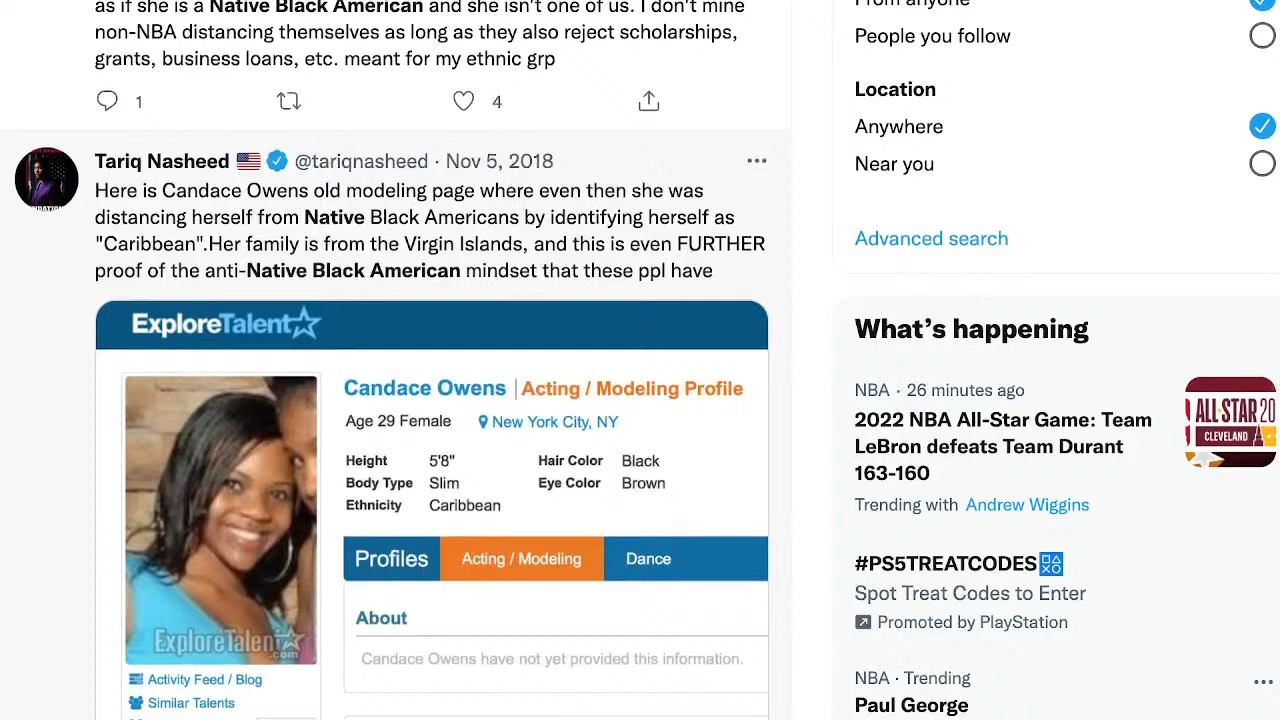 as if she is a Native Black American and she isn't one of us. I don't mine
non-NBA distancing themselves as long as they also reject scholarships,
grants, business loans, etc. meant for my ethnic grp
1
4
Tariq Nasheed 🇺🇸 @tariqnasheed · Nov 5, 2018
Here is Candace Owens old modeling page where even then she was
distancing herself from Native Black Americans by identifying herself as
"Caribbean".Her family is from the Virgin Islands, and this is even FURTHER
proof of the anti-Native Black American mindset that these ppl have
ExploreTalent
Candace Owens | Acting / Modeling Profile
Age 29 Female New York City, NY
Height 5'8" Hair Color Black
Body Type Slim Eye Color Brown
Ethnicity Caribbean
Profiles Acting / Modeling Dance
About
Candace Owens have not yet provided this information.
ExploreTalent
.com
Activity Feed / Blog
Similar Talents
From anyone
People you follow
Location
Anywhere
Near you
Advanced search
What's happening
NBA · 26 minutes ago
2022 NBA All-Star Game: Team
LeBron defeats Team Durant
163-160
Trending with Andrew Wiggins
ALL-STAR 20
CLEVELAND
#PS5TREATCODES
Spot Treat Codes to Enter
Promoted by PlayStation
NBA · Trending
Paul George